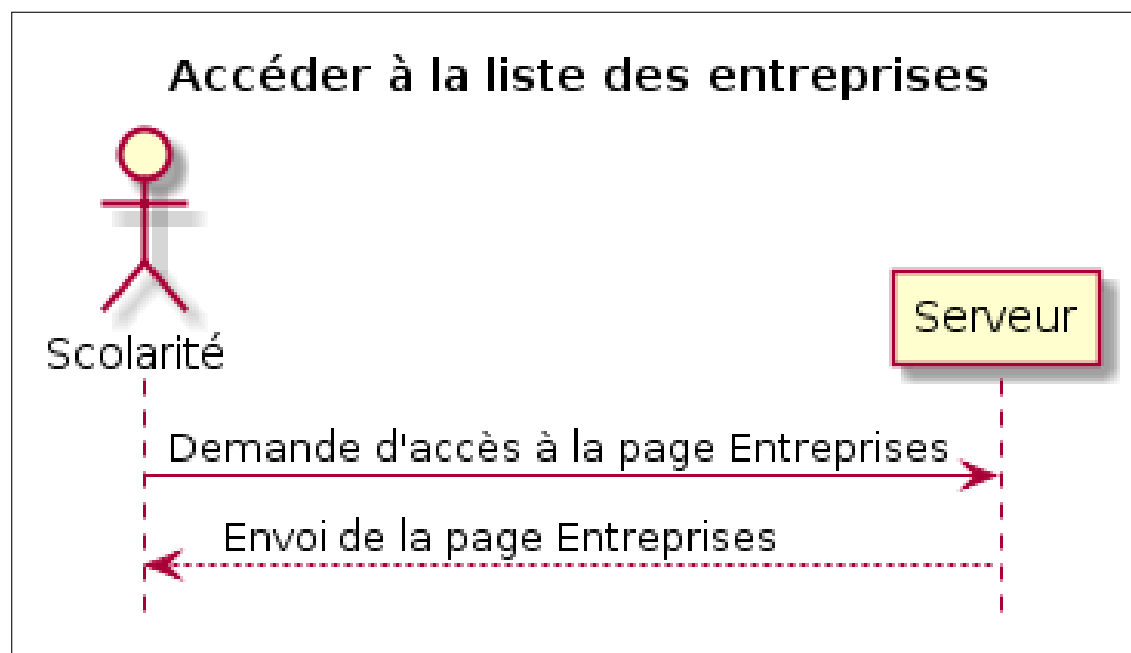 Accéder à la liste des entreprises
Scolarité
Serveur
Demande d'accès à la page Entreprises
Envoi de la page Entreprises